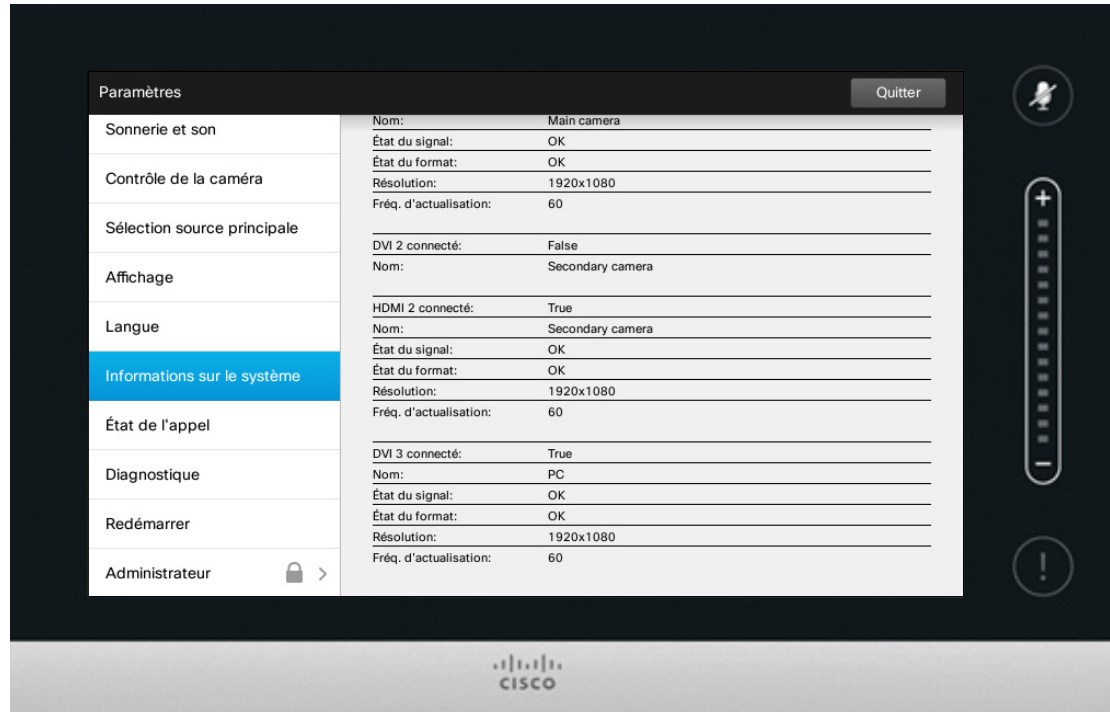 Paramètres
Quitter
Sonnerie et son
Contrôle de la caméra
Sélection source principale
Affichage
Langue
Informations sur le système
État de l'appel
Diagnostique
Redémarrer
Administrateur
Nom: Main camera
État du signal: OK
État du format: OK
Résolution: 1920x1080
Fréq. d'actualisation: 60
DVI 2 connecté: False
Nom: Secondary camera
HDMI 2 connecté: True
Nom: Secondary camera
État du signal: OK
État du format: OK
Résolution: 1920x1080
Fréq. d'actualisation: 60
DVI 3 connecté: True
Nom: PC
État du signal: OK
État du format: OK
Résolution: 1920x1080
Fréq. d'actualisation: 60
+
−
!
CISCO